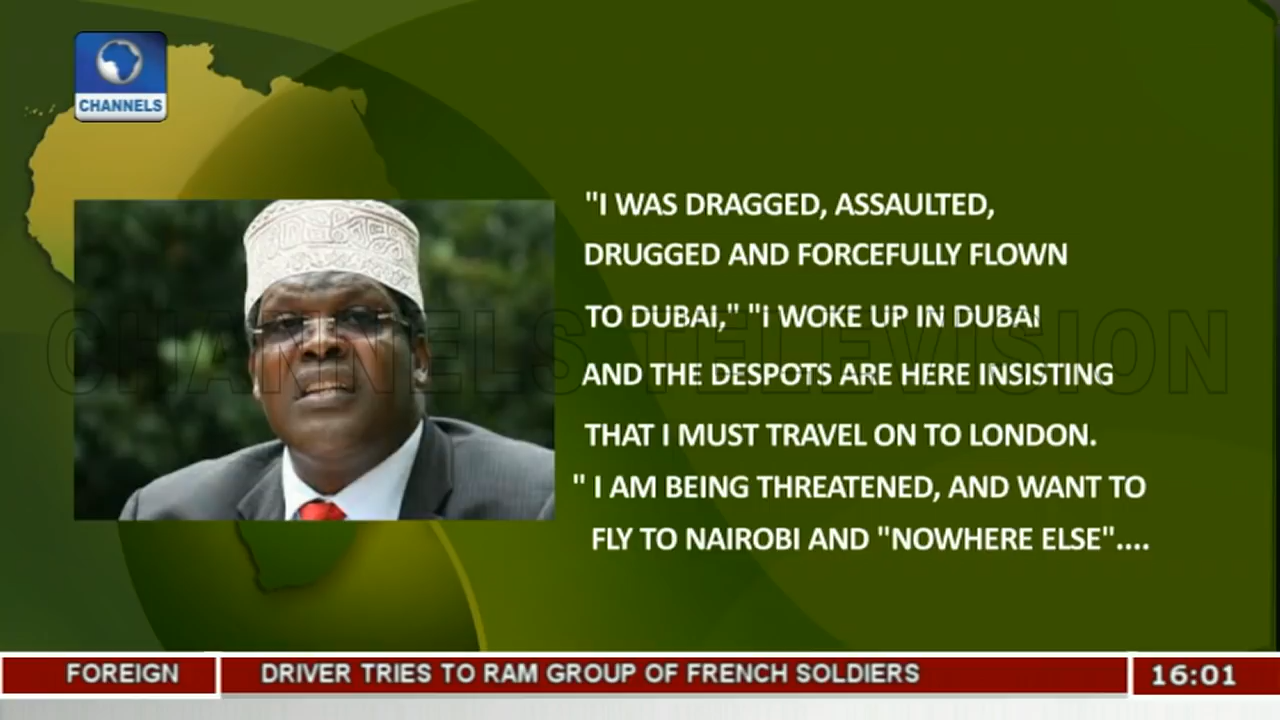 CHANNELS
"I WAS DRAGGED, ASSAULTED,
DRUGGED AND FORCEFULLY FLOWN
TO DUBAI," "I WOKE UP IN DUBAI
AND THE DESPOTS ARE HERE INSISTING
THAT I MUST TRAVEL ON TO LONDON.
" I AM BEING THREATENED, AND WANT TO
FLY TO NAIROBI AND "NOWHERE ELSE"....
CHANNELS TELEVISION
FOREIGN DRIVER TRIES TO RAM GROUP OF FRENCH SOLDIERS 16:01